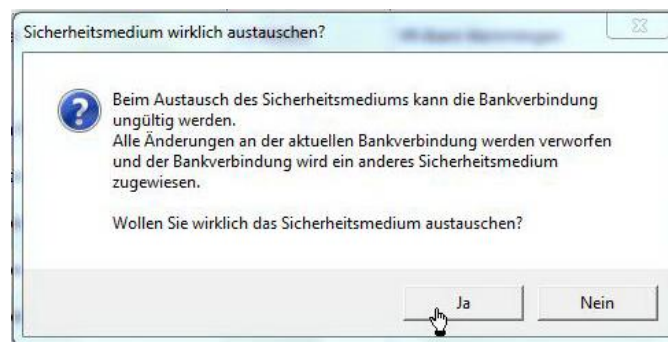 Sicherheitsmedium wirklich austauschen?
Beim Austausch des Sicherheitsmediums kann die Bankverbindung
ungültig werden.
Alle Änderungen an der aktuellen Bankverbindung werden verworfen
und der Bankverbindung wird ein anderes Sicherheitsmedium
zugewiesen.
Wollen Sie wirklich das Sicherheitsmedium austauschen?
Ja
Nein